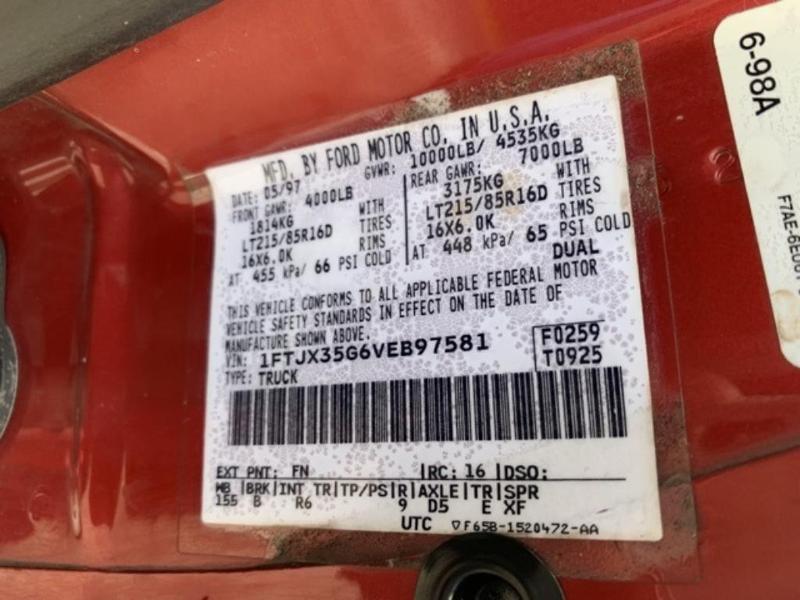 MFD. BY FORD MOTOR CO. IN U.S.A.
DATE: 05/97 GVWR: 10000LB/ 4535KG
FRONT GAWR: 4000LB REAR GAWR: 7000LB
1814KG WITH 3175KG WITH
LT215/85R16D TIRES LT215/85R16D TIRES
16X6.0K RIMS 16X6.0K RIMS
AT 455 kPa/ 66 PSI COLD AT 448 kPa/ 65 PSI COLD
DUAL
THIS VEHICLE CONFORMS TO ALL APPLICABLE FEDERAL MOTOR
VEHICLE SAFETY STANDARDS IN EFFECT ON THE DATE OF
MANUFACTURE SHOWN ABOVE.
VIN: 1FTJX35G6VEB97581 F0259
TYPE: TRUCK T0925
EXT PNT: FN |RC: 16 |DSO:
WB |BRK|INT TR|TP/PS|R|AXLE|TR|SPR
155 B R6 9 D5 E XF
UTC ▽F65B-1520472-AA
6-98A